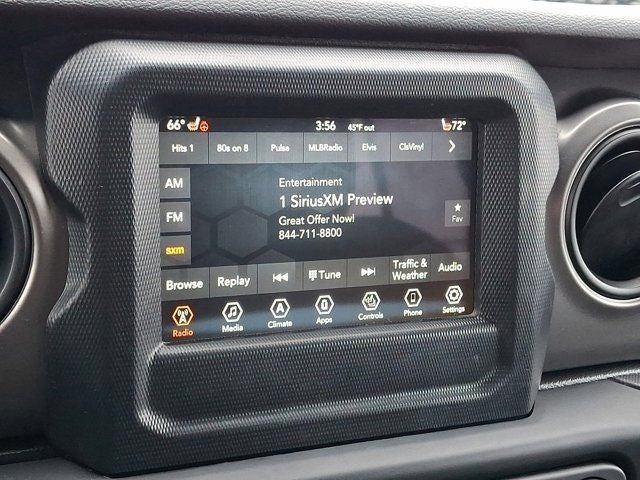 66° 3:56 45°F out 72°
Hits 1 80s on 8 Pulse MLBRadio Elvis ClsVinyl
AM
Entertainment
1 SiriusXM Preview
FM
Great Offer Now!
Fav
844-711-8800
sxm
Browse Replay Tune Traffic & Weather Audio
Radio Media Climate Apps Controls Phone Settings